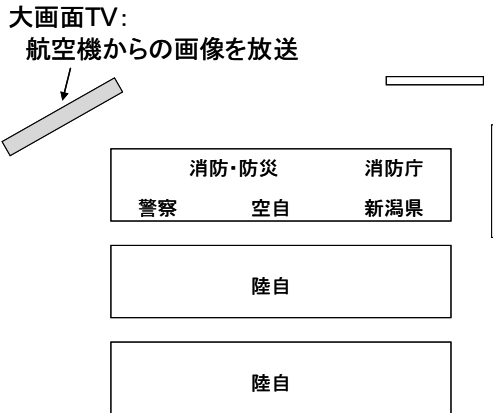 大画面TV:
航空機からの画像を放送
消防・防災 消防庁
警察 空自 新潟県
陸自
陸自